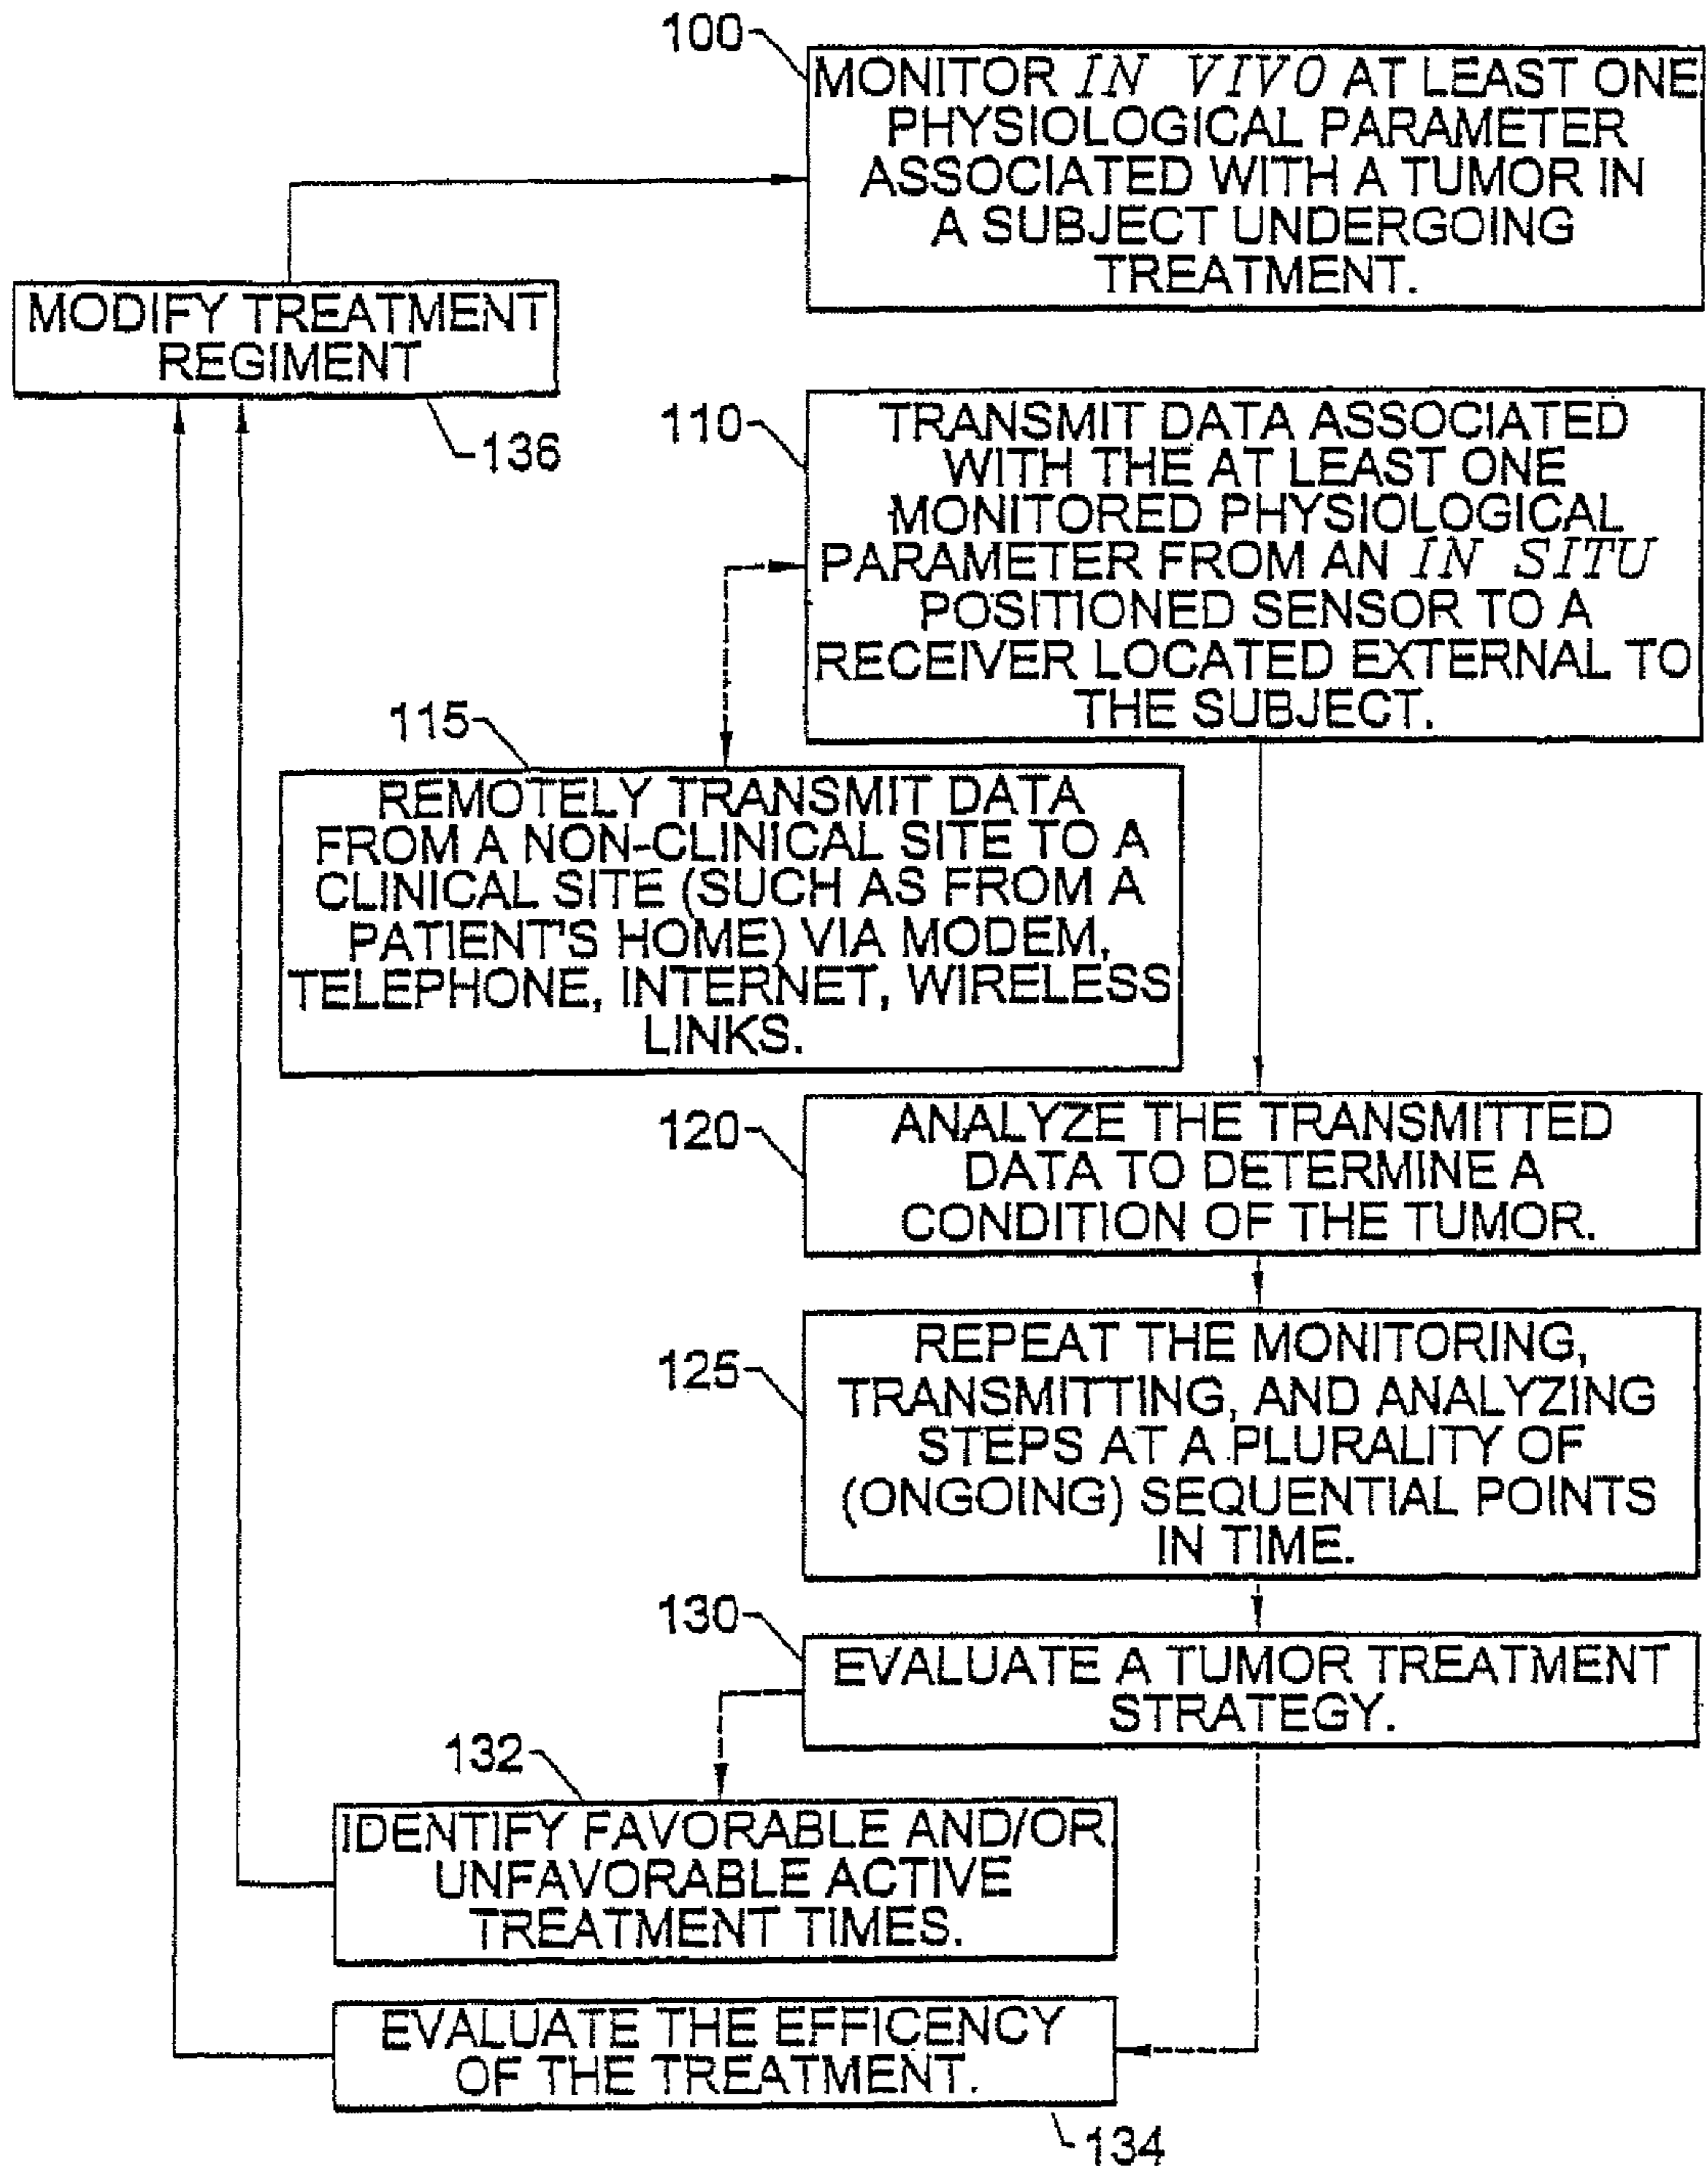 100
MONITOR IN VIVO AT LEAST ONE
PHYSIOLOGICAL PARAMETER
ASSOCIATED WITH A TUMOR IN
A SUBJECT UNDERGOING
TREATMENT.
MODIFY TREATMENT
REGIMENT
136
110
TRANSMIT DATA ASSOCIATED
WITH THE AT LEAST ONE
MONITORED PHYSIOLOGICAL
PARAMETER FROM AN IN SITU
POSITIONED SENSOR TO A
RECEIVER LOCATED EXTERNAL TO
THE SUBJECT.
115
REMOTELY TRANSMIT DATA
FROM A NON-CLINICAL SITE TO A
CLINICAL SITE (SUCH AS FROM A
PATIENT'S HOME) VIA MODEM,
TELEPHONE, INTERNET, WIRELESS
LINKS.
120
ANALYZE THE TRANSMITTED
DATA TO DETERMINE A
CONDITION OF THE TUMOR.
125
REPEAT THE MONITORING,
TRANSMITTING, AND ANALYZING
STEPS AT A PLURALITY OF
(ONGOING) SEQUENTIAL POINTS
IN TIME.
130
EVALUATE A TUMOR TREATMENT
STRATEGY.
132
IDENTIFY FAVORABLE AND/OR
UNFAVORABLE ACTIVE
TREATMENT TIMES.
EVALUATE THE EFFICENCY
OF THE TREATMENT.
134